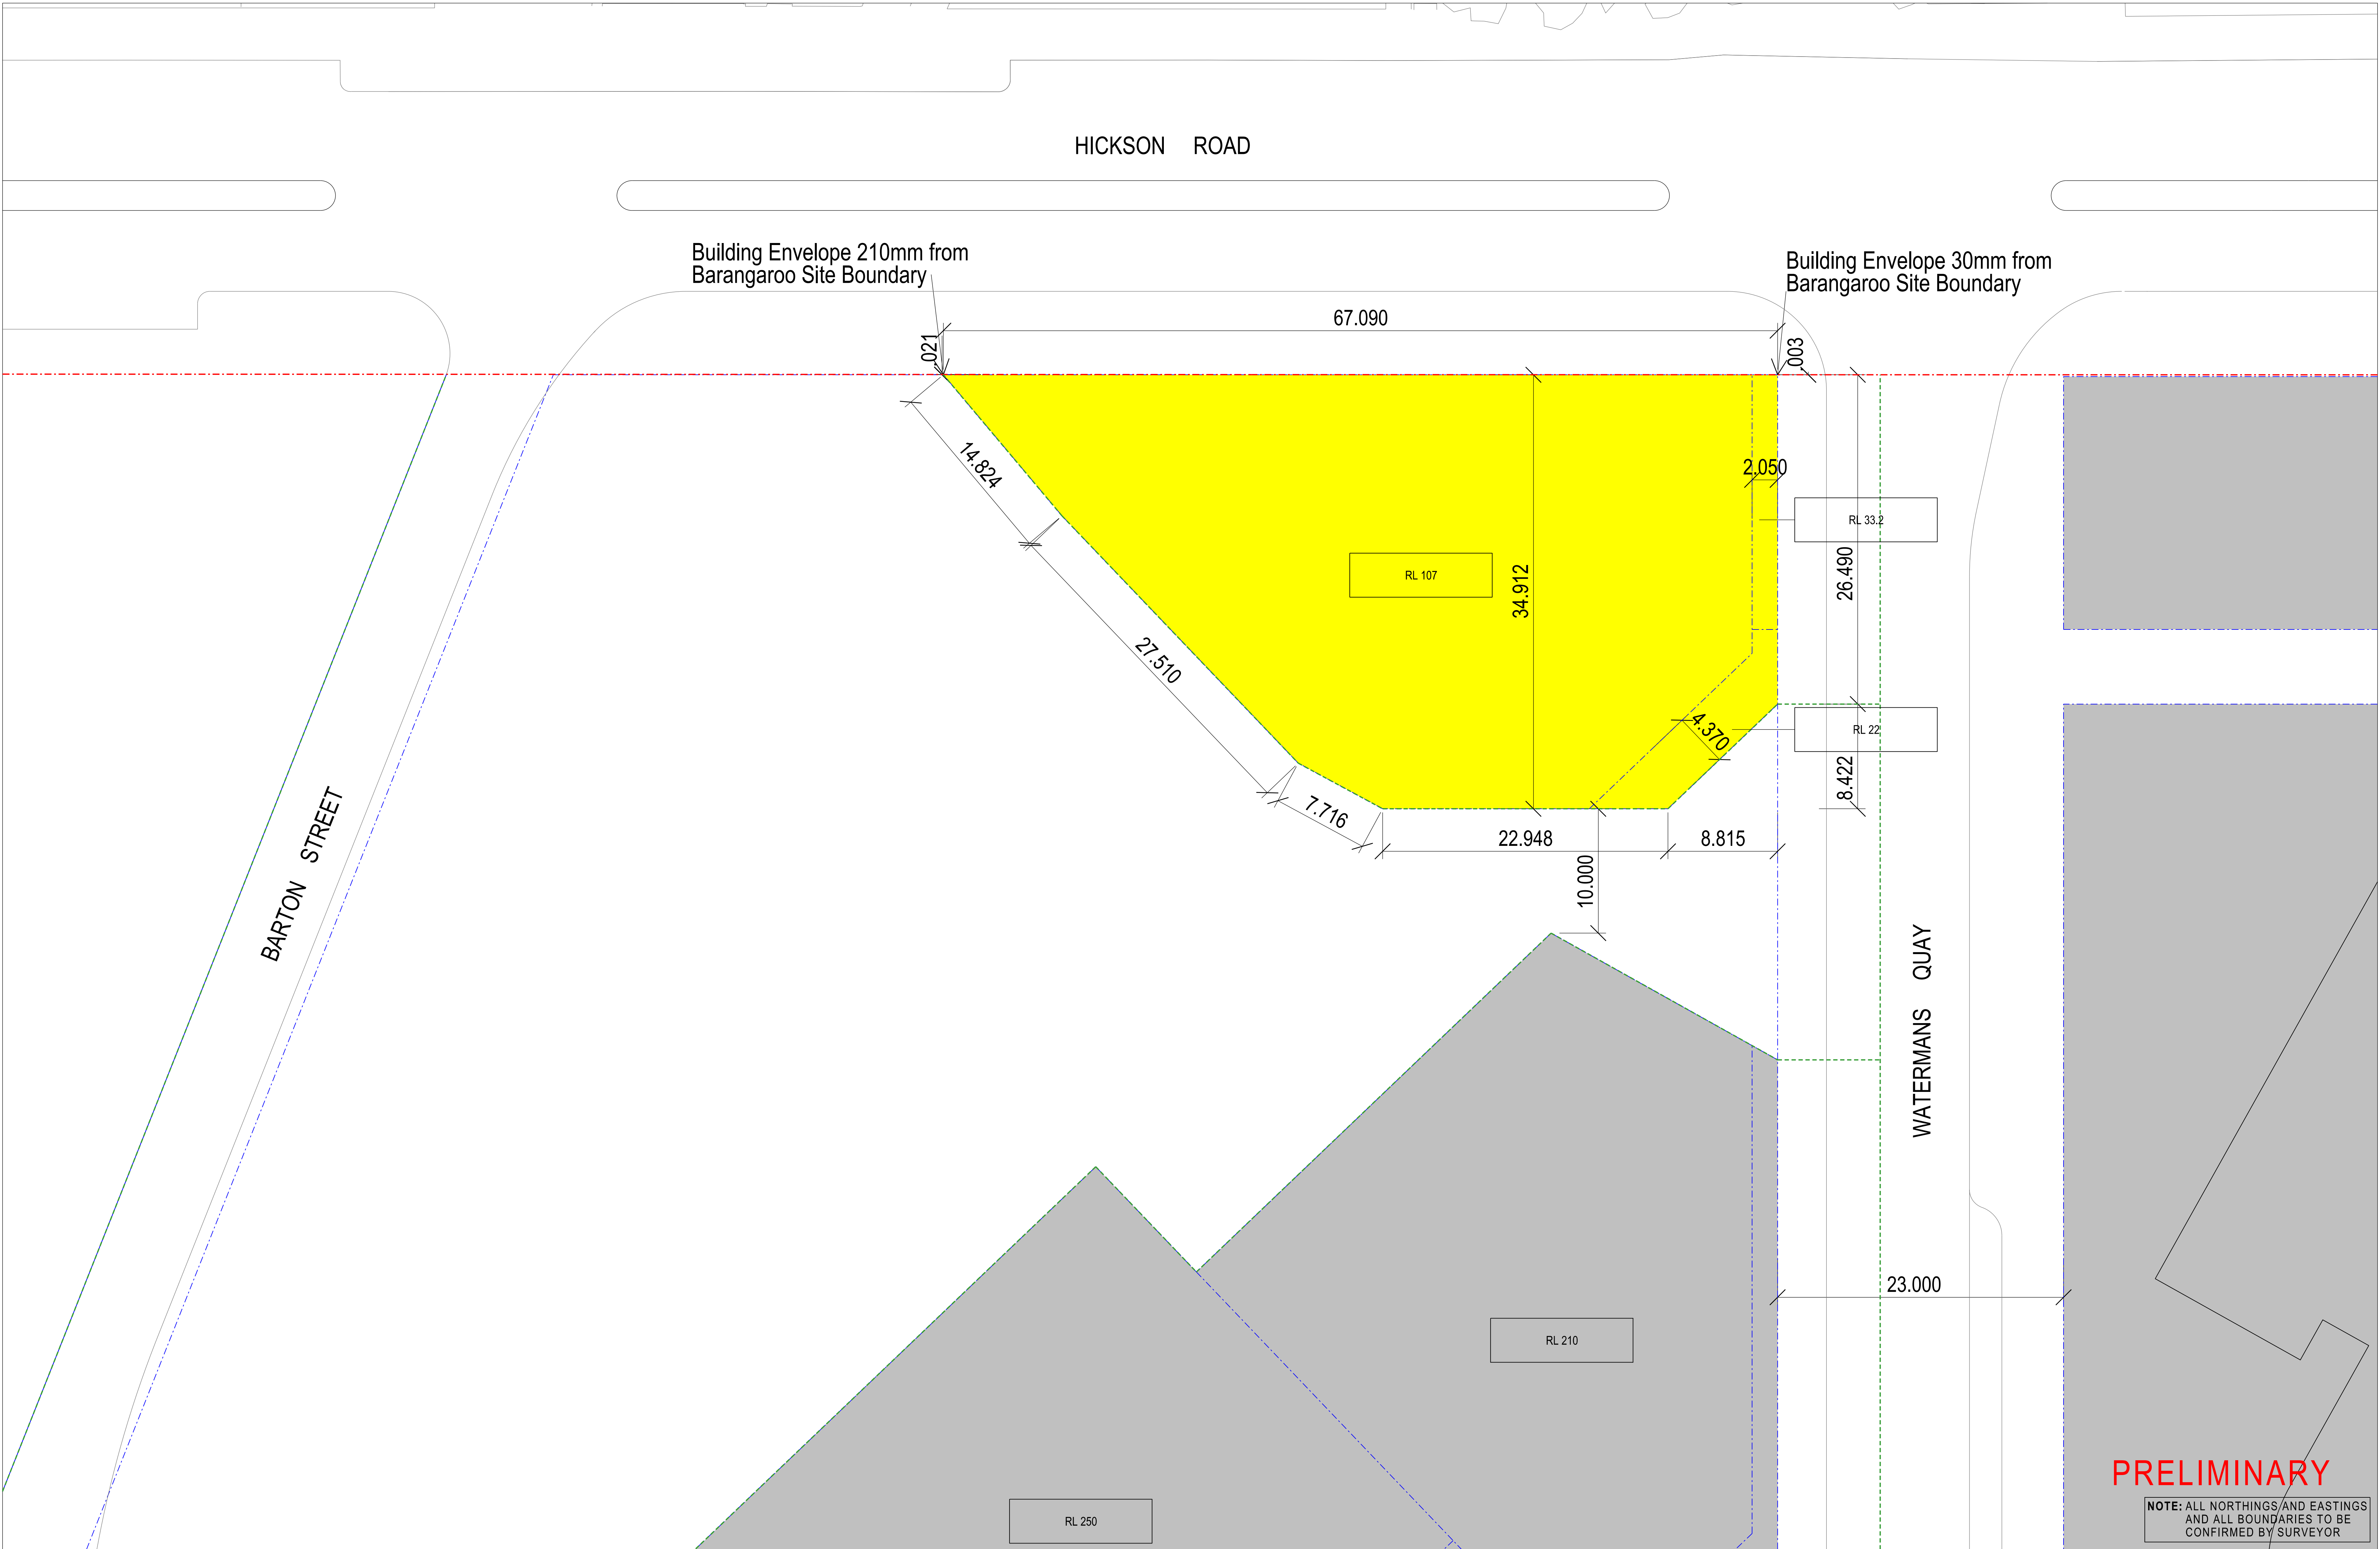 HICKSON ROAD
Building Envelope 210mm from
Barangaroo Site Boundary
Building Envelope 30mm from
Barangaroo Site Boundary
67.090
.021
.003
14.824
2.050
RL 33.2
RL 107
34.912
26.490
27.510
4.370
RL 22
8.422
7.716
22.948
8.815
10.000
BARTON STREET
WATERMANS QUAY
23.000
RL 210
RL 250
PRELIMINARY
NOTE: ALL NORTHINGS AND EASTINGS
AND ALL BOUNDARIES TO BE
CONFIRMED BY SURVEYOR